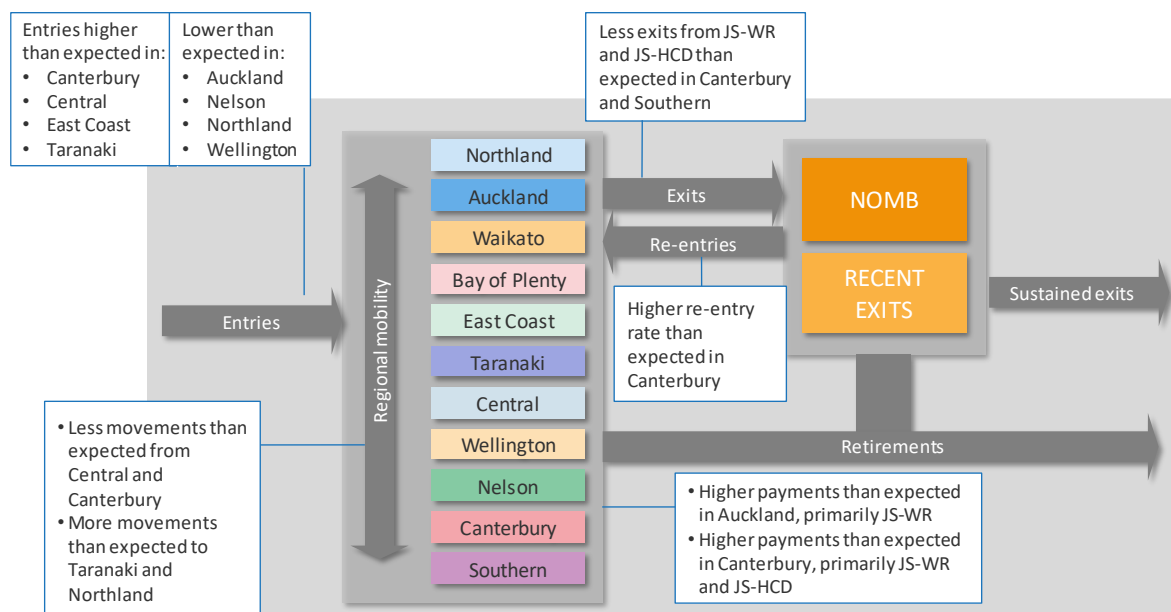 Entries higher
than expected in:
• Canterbury
• Central
• East Coast
• Taranaki
Lower than
expected in:
• Auckland
• Nelson
• Northland
• Wellington
Less exits from JS-WR
and JS-HCD than
expected in Canterbury
and Southern
Entries
Regional mobility
Northland
Auckland
Waikato
Bay of Plenty
East Coast
Taranaki
Central
Wellington
Nelson
Canterbury
Southern
Exits
Re-entries
NOMB
RECENT
EXITS
Sustained exits
Higher re-entry
rate than
expected in
Canterbury
Retirements
• Less movements than
expected from
Central and
Canterbury
• More movements
than expected to
Taranaki and
Northland
• Higher payments than expected
in Auckland, primarily JS-WR
• Higher payments than expected
in Canterbury, primarily JS-WR
and JS-HCD